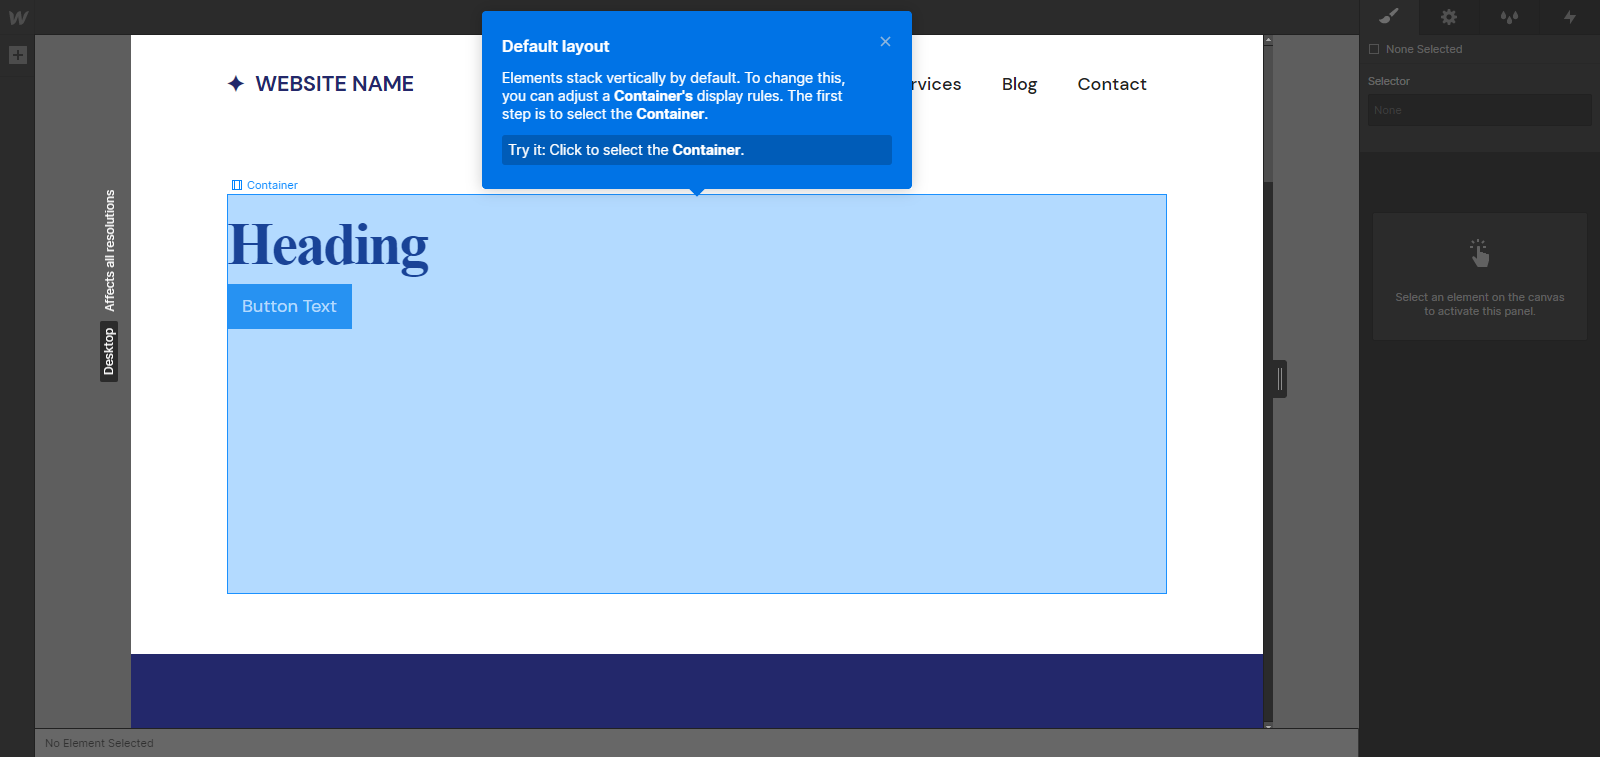 Default layout
Elements stack vertically by default. To change this,
you can adjust a Container's display rules. The first
step is to select the Container.
Try it: Click to select the Container.
None Selected
Selector
None
WEBSITE NAME
Blog
Contact
Container
Heading
Button Text
Affects all resolutions
Desktop
Select an element on the canvas
to activate this panel.
No Element Selected